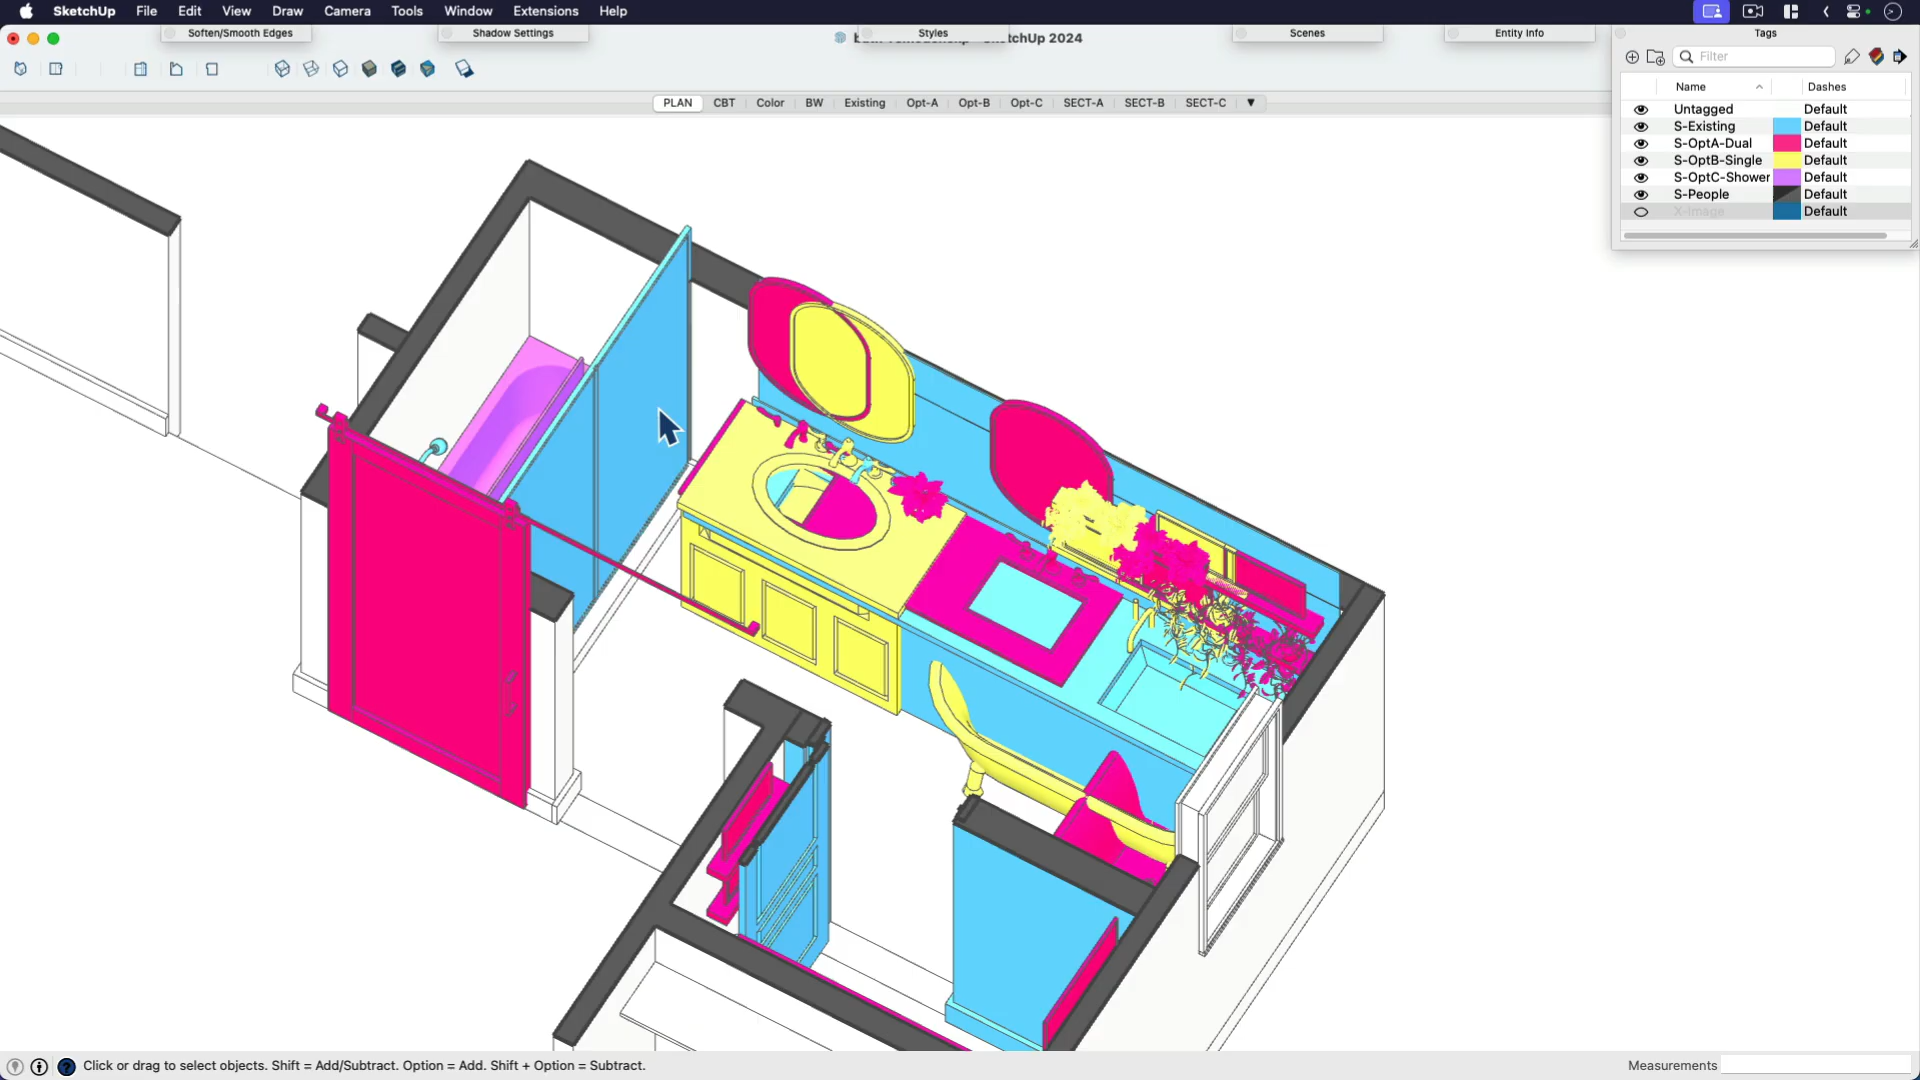 SketchUp File Edit View Draw Camera Tools Window Extensions Help
Soften/Smooth Edges
Shadow Settings
Styles
SketchUp 2024
Scenes
Entity Info
Tags
Filter
Name Dashes
Untagged Default
S-Existing Default
S-OptA-Dual Default
S-OptB-Single Default
S-OptC-Shower Default
S-People Default
X-Image Default
PLAN CBT Color BW Existing Opt-A Opt-B Opt-C SECT-A SECT-B SECT-C
Click or drag to select objects. Shift = Add/Subtract. Option = Add. Shift + Option = Subtract.
Measurements